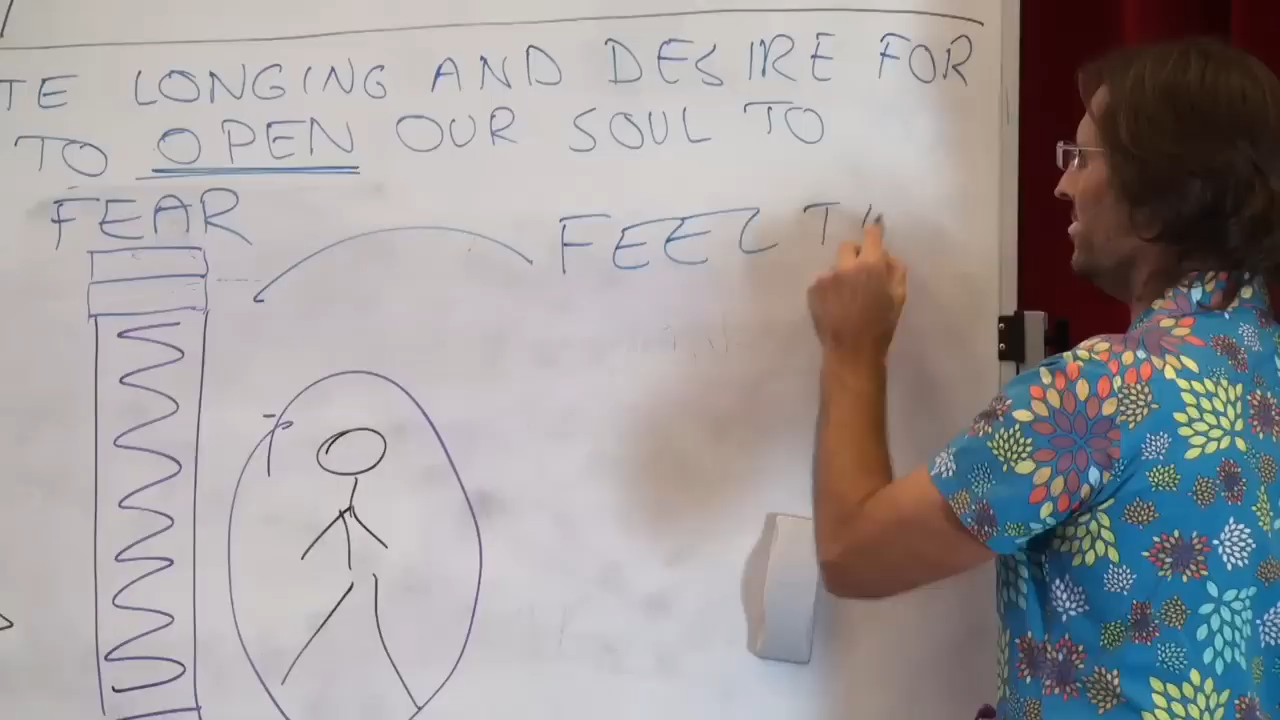 TE LONGING AND DESIRE FOR
TO OPEN OUR SOUL TO
FEAR
FEEL T